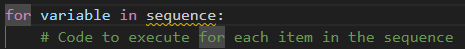 for variable in sequence:
    # Code to execute for each item in the sequence